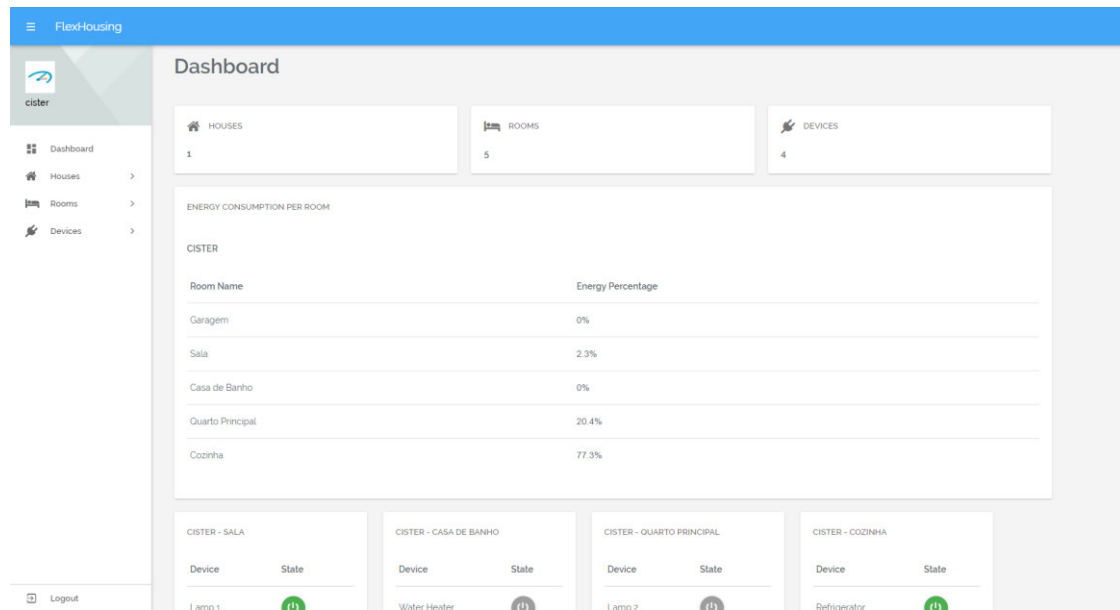 FlexHousing
cister
Dashboard
Houses
Rooms
Devices
Logout
Dashboard
HOUSES
1
ROOMS
5
DEVICES
4
ENERGY CONSUMPTION PER ROOM
CISTER
Room Name Energy Percentage
Garagem 0%
Sala 2.3%
Casa de Banho 0%
Quarto Principal 20.4%
Cozinha 77.3%
CISTER - SALA
Device State
Lamp 1
CISTER - CASA DE BANHO
Device State
Water Heater
CISTER - QUARTO PRINCIPAL
Device State
Lamp 2
CISTER - COZINHA
Device State
Refrigerator